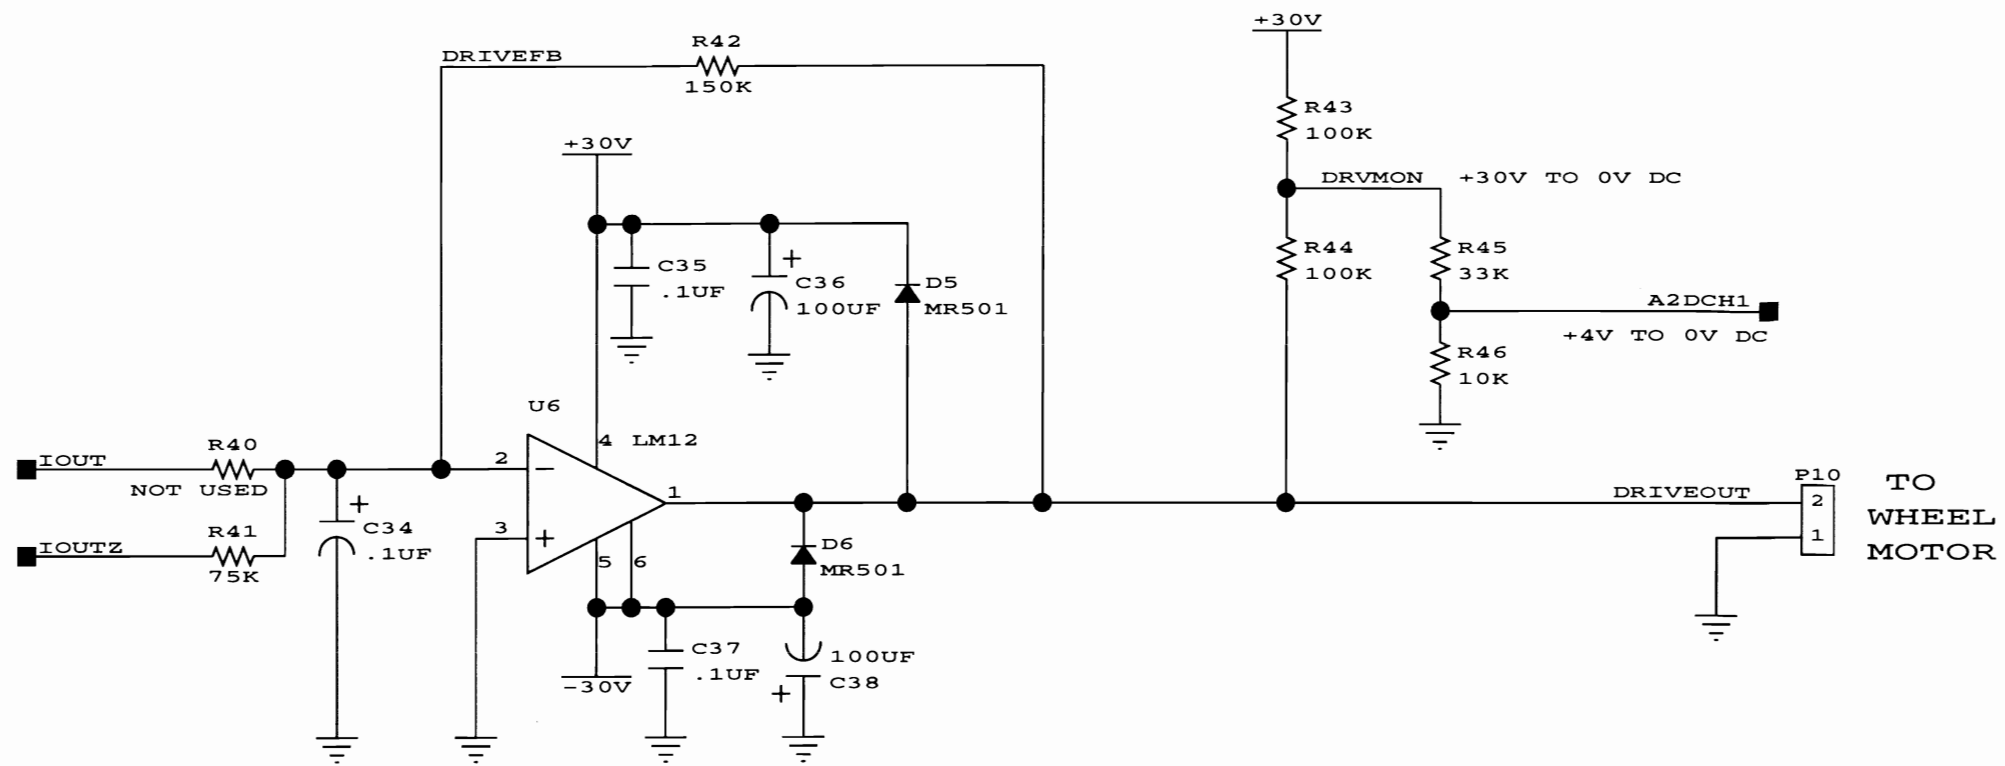 +30V
R42
DRIVEFB
150K
R43
100K
+30V
DRVMON
+30V TO 0V DC
R44
100K
R45
33K
C35
.1UF
+
C36
100UF
D5
MR501
A2DCH1
+4V TO 0V DC
R46
10K
U6
4
LM12
R40
IOUT
2
−
NOT USED
P10
TO
WHEEL
MOTOR
1
DRIVEOUT
2
1
+
C34
.1UF
R41
IOUTZ
75K
3
+
5
6
D6
MR501
C37
.1UF
100UF
C38
+
−30V